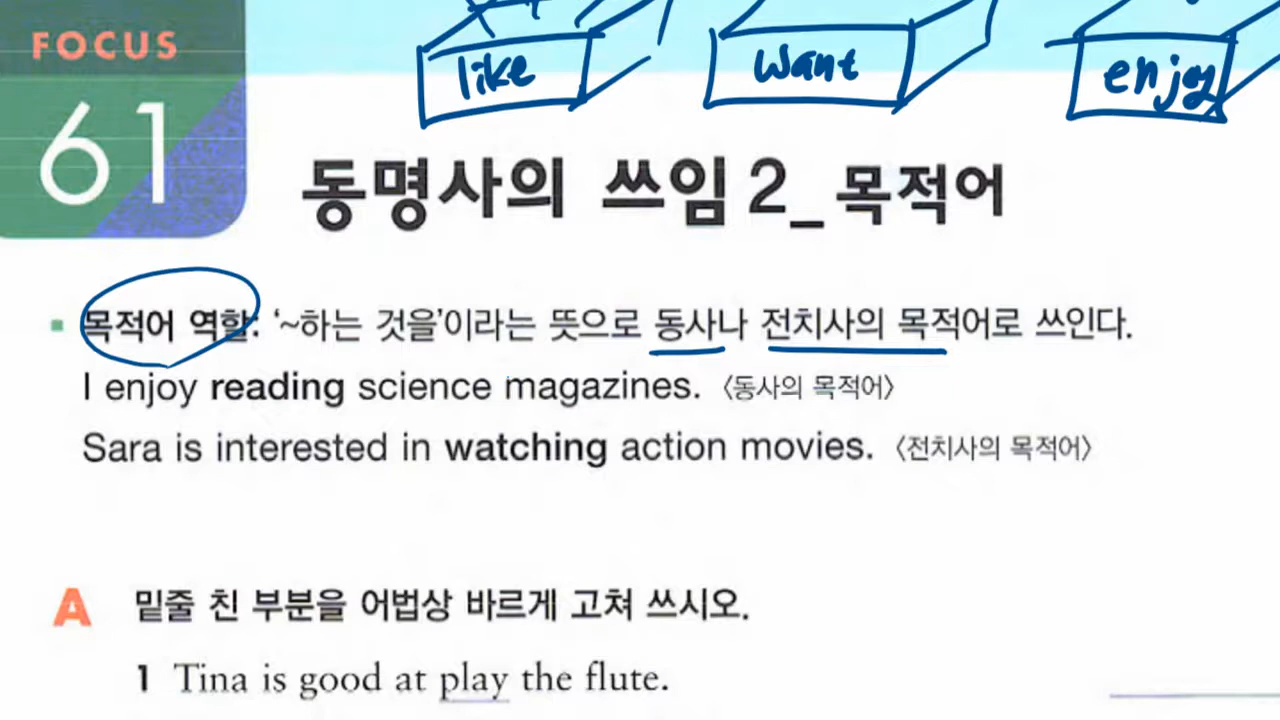 like want enjoy
FOCUS
61
동명사의 쓰임 2_목적어
목적어 역할: ‘~하는 것을’이라는 뜻으로 동사나 전치사의 목적어로 쓰인다.
I enjoy reading science magazines. 〈동사의 목적어〉
Sara is interested in watching action movies. 〈전치사의 목적어〉
A 밑줄 친 부분을 어법상 바르게 고쳐 쓰시오.
1 Tina is good at play the flute.